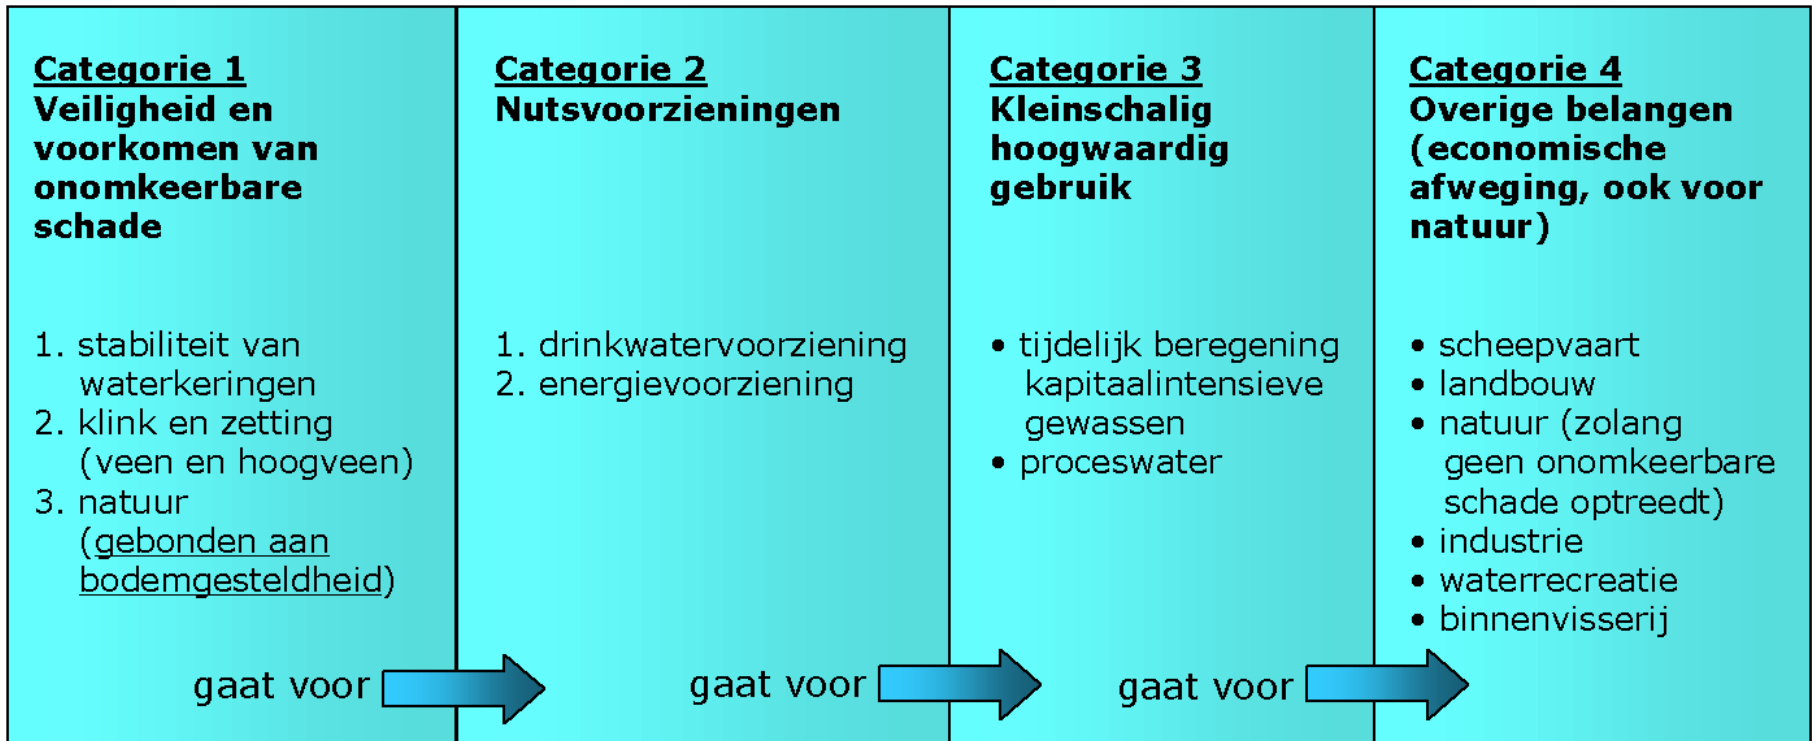 Categorie 1
Veiligheid en
voorkomen van
onomkeerbare
schade
1. stabiliteit van
waterkeringen
2. klink en zetting
(veen en hoogveen)
3. natuur
(gebonden aan
bodemgesteldheid)
gaat voor
Categorie 2
Nutsvoorzieningen
1. drinkwatervoorziening
2. energievoorziening
gaat voor
Categorie 3
Kleinschalig
hoogwaardig
gebruik
• tijdelijk beregening
kapitaalintensieve
gewassen
• proceswater
gaat voor
Categorie 4
Overige belangen
(economische
afweging, ook voor
natuur)
• scheepvaart
• landbouw
• natuur (zolang
geen onomkeerbare
schade optreedt)
• industrie
• waterrecreatie
• binnenvisserij